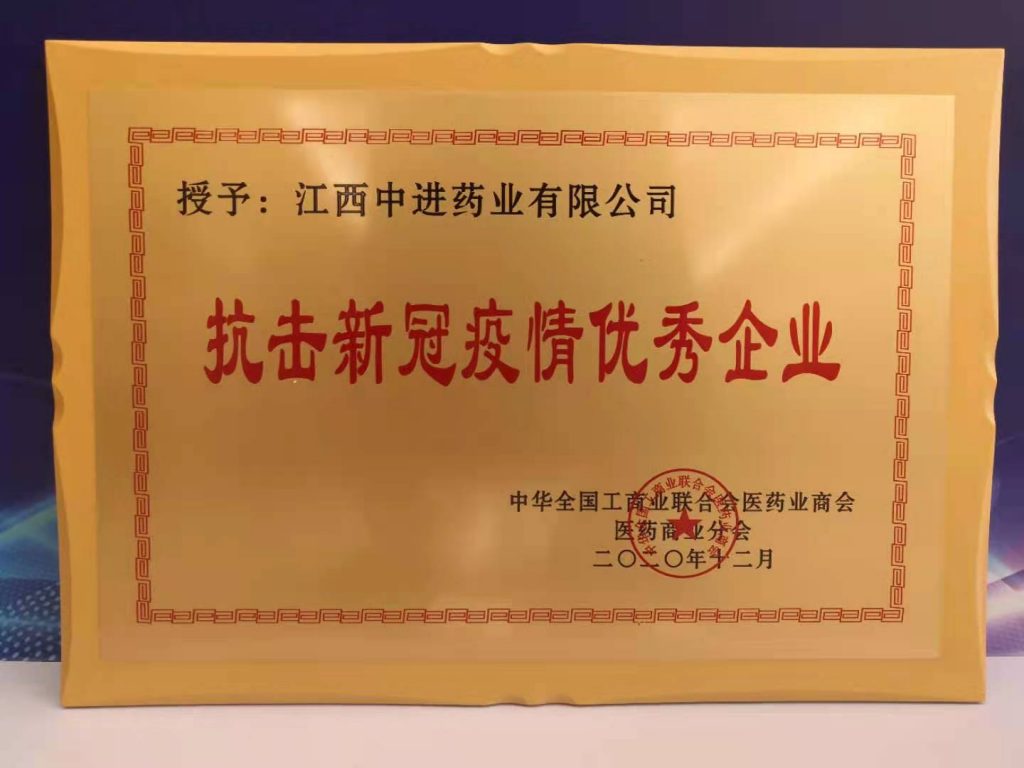 授予：江西中进药业有限公司
抗击新冠疫情优秀企业
中华全国工商业联合会医药业商会
医药商业分会
二〇二〇年十二月